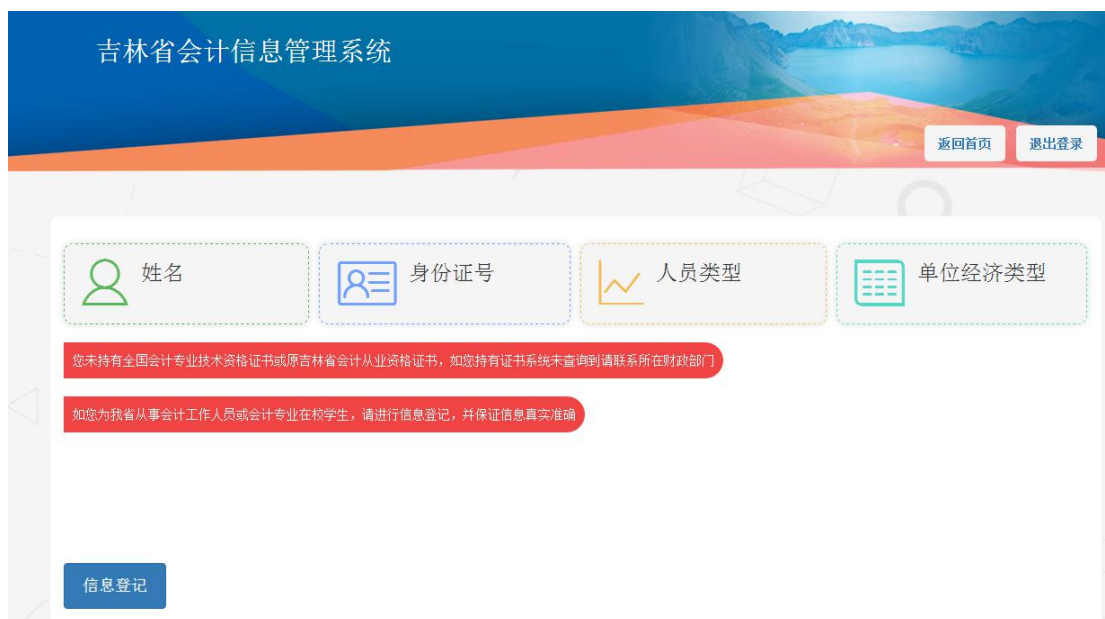 吉林省会计信息管理系统
返回首页 退出登录
姓名 身份证号 人员类型 单位经济类型
您未持有全国会计专业技术资格证书或原吉林省会计从业资格证书，如您持有证书系统未查询到请联系所在财政部门
如您为我省从事会计工作人员或会计专业在校学生，请进行信息登记，并保证信息真实准确
信息登记